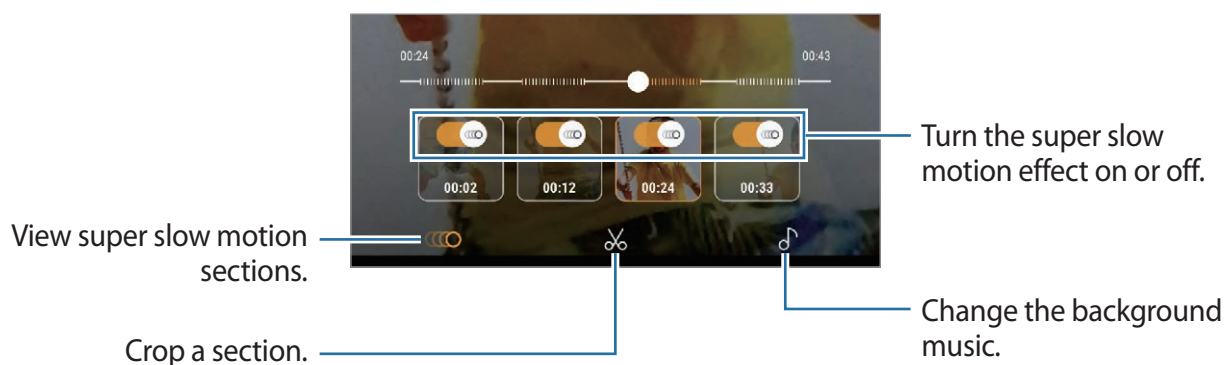 00:24
00:43
00:02
00:12
00:24
00:33
Turn the super slow
motion effect on or off.
View super slow motion
sections.
Crop a section.
Change the background
music.